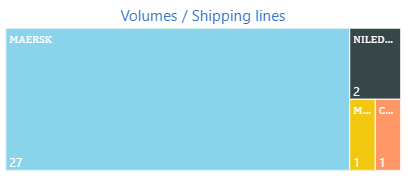 Volumes / Shipping lines
MAERSK
27
NILED...
2
M...
1
C...
1